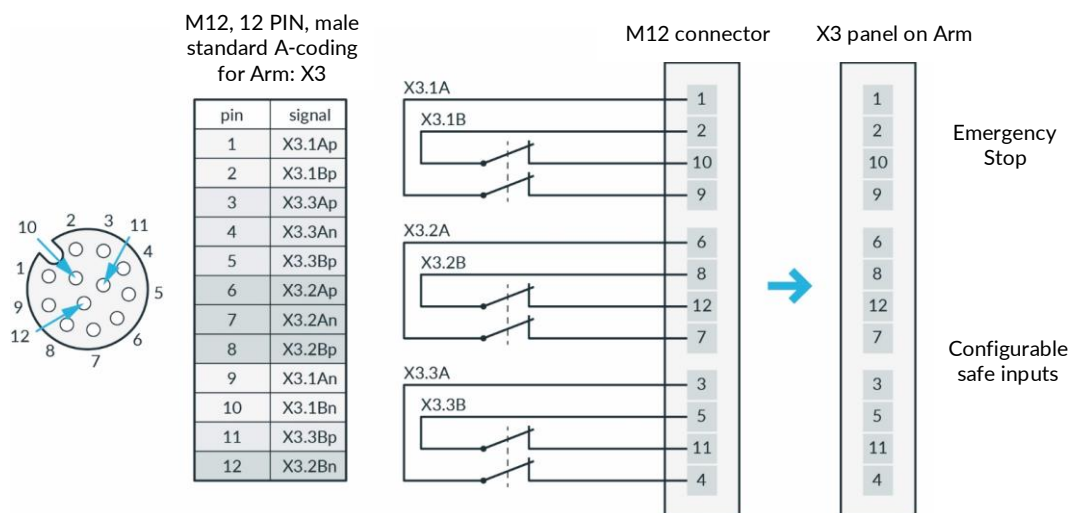 M12, 12 PIN, male
standard A-coding
for Arm: X3
pin signal
1 X3.1Ap
2 X3.1Bp
3 X3.3Ap
4 X3.3An
5 X3.3Bp
6 X3.2Ap
7 X3.2An
8 X3.2Bp
9 X3.1An
10 X3.1Bn
11 X3.3Bp
12 X3.2Bn
10
2
3
11
1
4
9
5
12
6
8
7
M12 connector
X3 panel on Arm
X3.1A
X3.1B
1
2
10
9
X3.2A
X3.2B
6
8
12
7
X3.3A
X3.3B
3
5
11
4
1
2
10
9
6
8
12
7
3
5
11
4
Emergency
Stop
Configurable
safe inputs